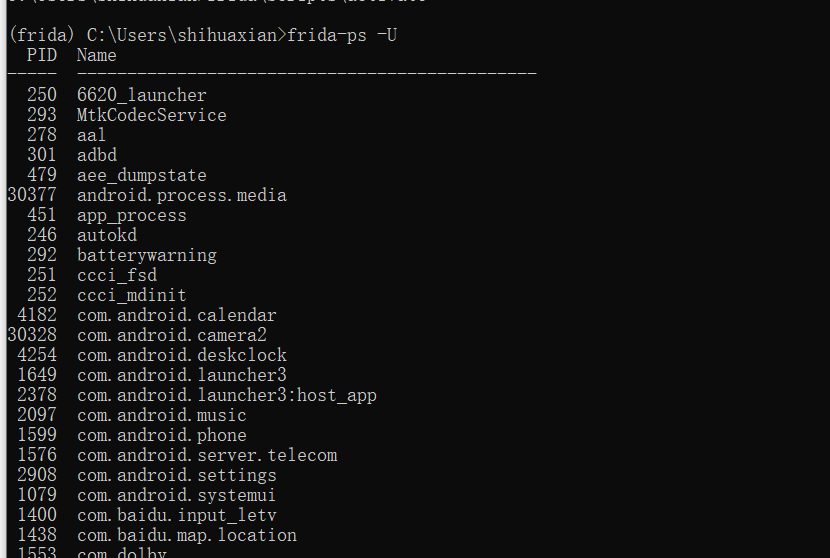 (frida) C:\Users\shihuaxian>frida-ps -U
  PID  Name
-----  ----------------------------------------------
  250  6620_launcher
  293  MtkCodecService
  278  aal
  301  adbd
  479  aee_dumpstate
30377  android.process.media
  451  app_process
  246  autokd
  292  batterywarning
  251  ccci_fsd
  252  ccci_mdinit
 4182  com.android.calendar
30328  com.android.camera2
 4254  com.android.deskclock
 1649  com.android.launcher3
 2378  com.android.launcher3:host_app
 2097  com.android.music
 1599  com.android.phone
 1576  com.android.server.telecom
 2908  com.android.settings
 1079  com.android.systemui
 1400  com.baidu.input_letv
 1438  com.baidu.map.location
 1553  com.dolby